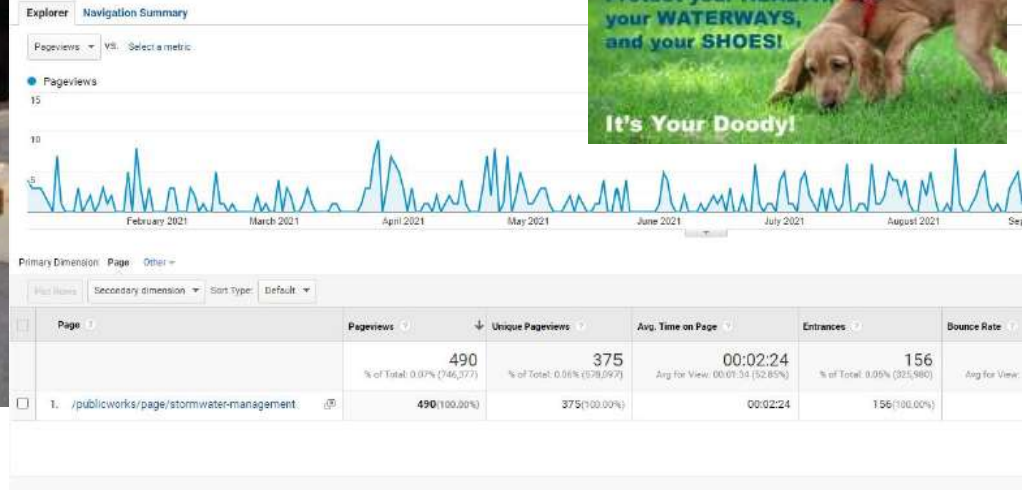 Explorer Navigation Summary
your WATERWAYS,
and your SHOES!
It's Your Doody!
Pageviews VS. Select a metric
Pageviews
15
10
5
February 2021 March 2021 April 2021 May 2021 June 2021 July 2021 August 2021 Sep
Primary Dimension: Page Other
Plot Rows Secondary dimension Sort Type: Default
Page Pageviews Unique Pageviews Avg. Time on Page Entrances Bounce Rate
490 375 00:02:24 156
% of Total: 0.07% (746,377) % of Total: 0.06% (578,097) Avg for View: 00:01:34 (52.85%) % of Total: 0.05% (325,980) Avg for View:
1. /publicworks/page/stormwater-management 490(100.00%) 375(100.00%) 00:02:24 156(100.00%)